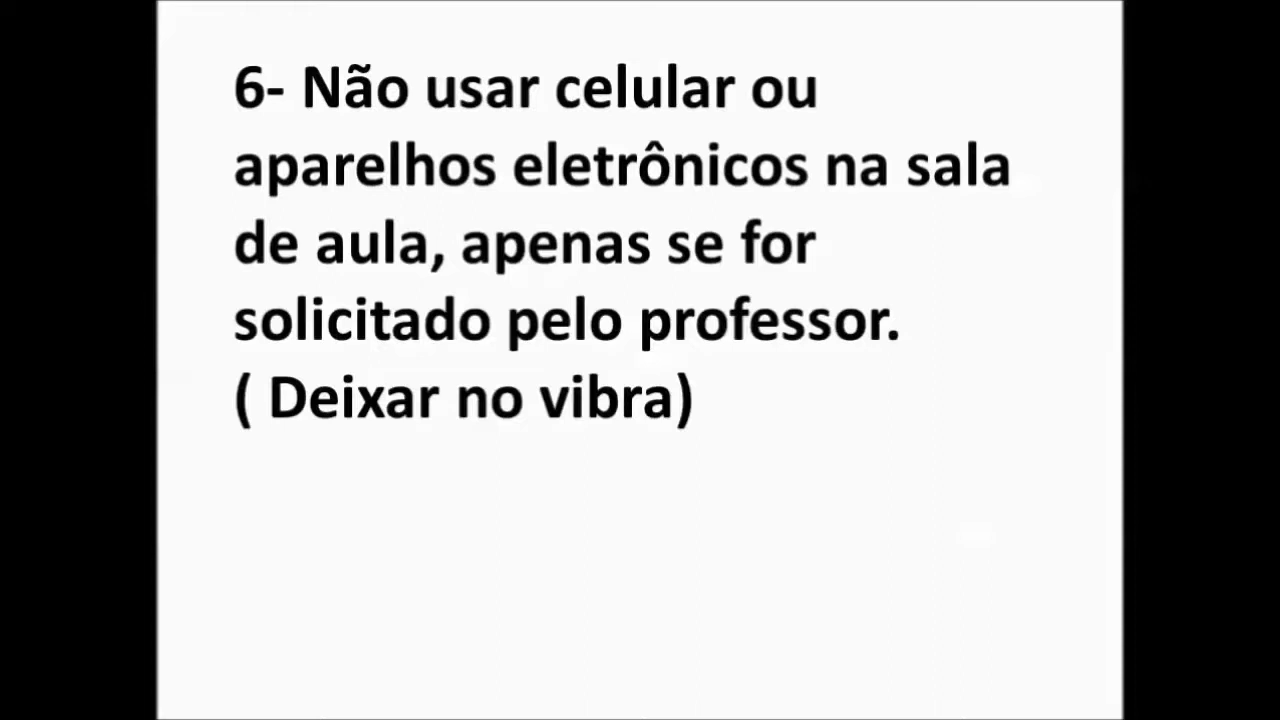 6- Não usar celular ou
aparelhos eletrônicos na sala
de aula, apenas se for
solicitado pelo professor.
( Deixar no vibra)